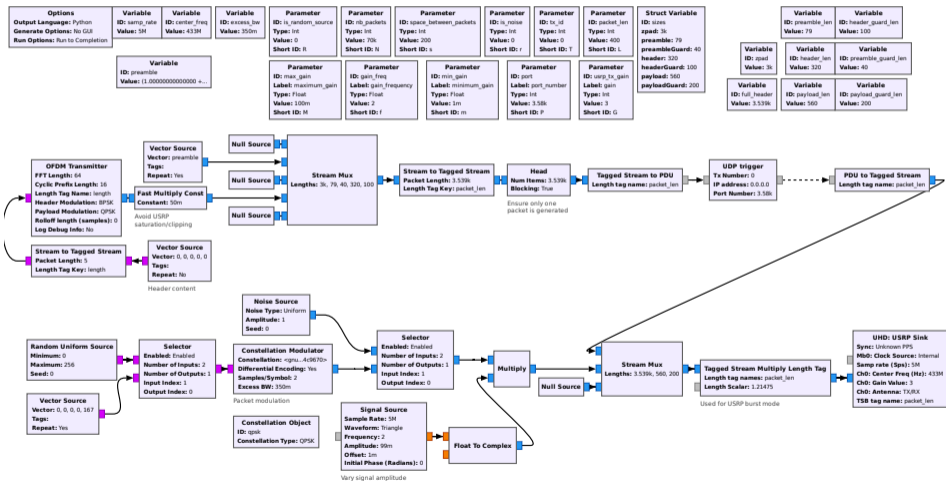 Options
Output Language: Python
Generate Options: No GUI
Run Options: Run to Completion
Variable
ID: samp_rate
Value: 5M
Variable
ID: center_freq
Value: 433M
Variable
ID: excess_bw
Value: 350m
Variable
ID: preamble
Value: (1.00000000000000 +...
Parameter
ID: is_random_source
Type: Int
Value: 0
Short ID: R
Parameter
ID: nb_packets
Type: Int
Value: 70k
Short ID: N
Parameter
ID: space_between_packets
Type: Int
Value: 200
Short ID: s
Parameter
ID: is_noise
Type: Int
Value: 0
Short ID: r
Parameter
ID: tx_id
Type: Int
Value: 0
Short ID: T
Parameter
ID: packet_len
Type: Int
Value: 400
Short ID: L
Parameter
ID: max_gain
Label: maximum_gain
Type: Float
Value: 100m
Short ID: M
Parameter
ID: gain_freq
Label: gain_frequency
Type: Float
Value: 2
Short ID: f
Parameter
ID: min_gain
Label: minimum_gain
Type: Float
Value: 1m
Short ID: m
Parameter
ID: port
Label: port_number
Type: Int
Value: 3.58k
Short ID: P
Parameter
ID: usrp_tx_gain
Label: gain
Type: Int
Value: 3
Short ID: G
Struct Variable
ID: sizes
zpad: 3k
preamble: 79
preambleGuard: 40
header: 320
headerGuard: 100
payload: 560
payloadGuard: 200
Variable
ID: preamble_len
Value: 79
Variable
ID: header_guard_len
Value: 100
Variable
ID: zpad
Value: 3k
Variable
ID: header_len
Value: 320
Variable
ID: preamble_guard_len
Value: 40
Variable
ID: full_header
Value: 3.539k
Variable
ID: payload_len
Value: 560
Variable
ID: payload_guard_len
Value: 200
OFDM Transmitter
FFT Length: 64
Cyclic Prefix Length: 16
Length Tag Name: length
Header Modulation: BPSK
Payload Modulation: QPSK
Rolloff length (samples): 0
Log Debug Info: No
Vector Source
Vector: preamble
Tags:
Repeat: Yes
Fast Multiply Const
Constant: 50m
Avoid USRP
saturation/clipping
Null Source
Null Source
Null Source
Stream Mux
Lengths: 3k, 79, 40, 320, 100
Stream to Tagged Stream
Packet Length: 3.539k
Length Tag Key: packet_len
Head
Num Items: 3.539k
Blocking: True
Ensure only one
packet is generated
Tagged Stream to PDU
Length tag name: packet_len
UDP trigger
Tx Number: 0
IP address: 0.0.0.0
Port Number: 3.58k
PDU to Tagged Stream
Length tag name: packet_len
Stream to Tagged Stream
Packet Length: 5
Length Tag Key: length
Vector Source
Vector: 0, 0, 0, 0, 0
Tags:
Repeat: No
Header content
Noise Source
Noise Type: Uniform
Amplitude: 1
Seed: 0
Random Uniform Source
Minimum: 0
Maximum: 256
Seed: 0
Vector Source
Vector: 0, 0, 0, 0, 167
Tags:
Repeat: Yes
Selector
Enabled: Enabled
Number of Inputs: 2
Number of Outputs: 1
Input Index: 1
Output Index: 0
Constellation Modulator
Constellation: <gnu...4c9670>
Differential Encoding: Yes
Samples/Symbol: 2
Excess BW: 350m
Packet modulation
Constellation Object
ID: qpsk
Constellation Type: QPSK
Selector
Enabled: Enabled
Number of Inputs: 2
Number of Outputs: 1
Input Index: 1
Output Index: 0
Signal Source
Sample Rate: 5M
Waveform: Triangle
Frequency: 2
Amplitude: 99m
Offset: 1m
Initial Phase (Radians): 0
Vary signal amplitude
Float To Complex
Multiply
Null Source
Stream Mux
Lengths: 3.539k, 560, 200
Tagged Stream Multiply Length Tag
Length tag names: packet_len
Length Scalar: 1.21475
Used for USRP burst mode
UHD: USRP Sink
Sync: Unknown PPS
Mb0: Clock Source: Internal
Samp rate (Sps): 5M
Ch0: Center Freq (Hz): 433M
Ch0: Gain Value: 3
Ch0: Antenna: TX/RX
TSB tag name: packet_len